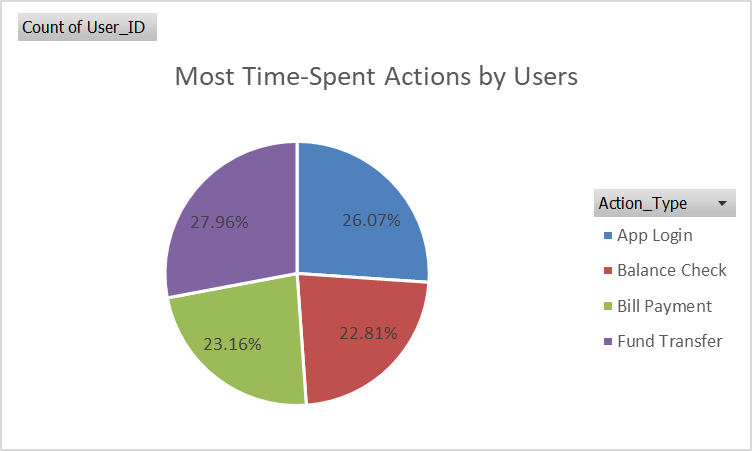 Count of User_ID
Most Time-Spent Actions by Users
27.96%
26.07%
23.16%
22.81%
Action_Type
App Login
Balance Check
Bill Payment
Fund Transfer